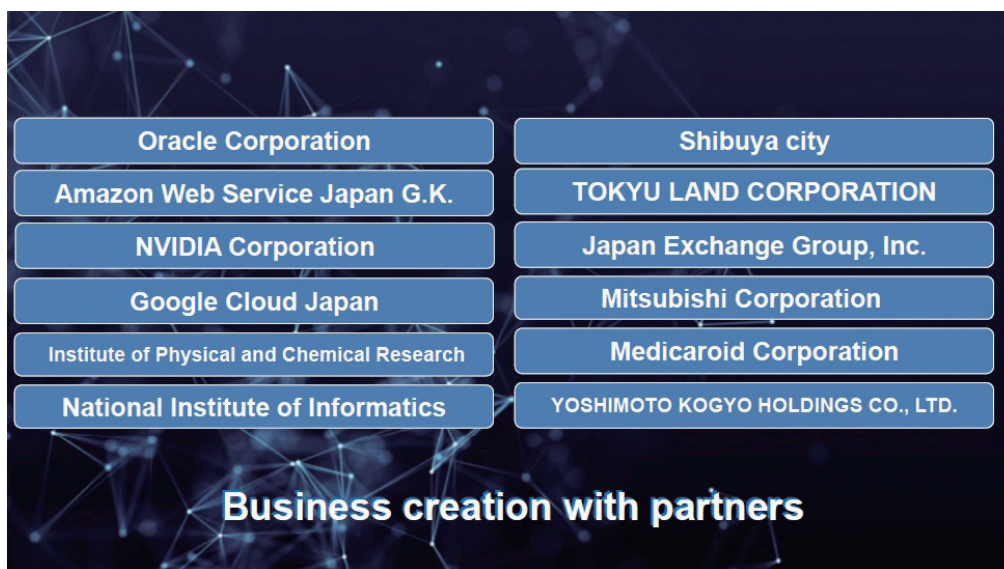 Oracle Corporation
Amazon Web Service Japan G.K.
NVIDIA Corporation
Google Cloud Japan
Institute of Physical and Chemical Research
National Institute of Informatics
Shibuya city
TOKYU LAND CORPORATION
Japan Exchange Group, Inc.
Mitsubishi Corporation
Medicaroid Corporation
YOSHIMOTO KOGYO HOLDINGS CO., LTD.
Business creation with partners